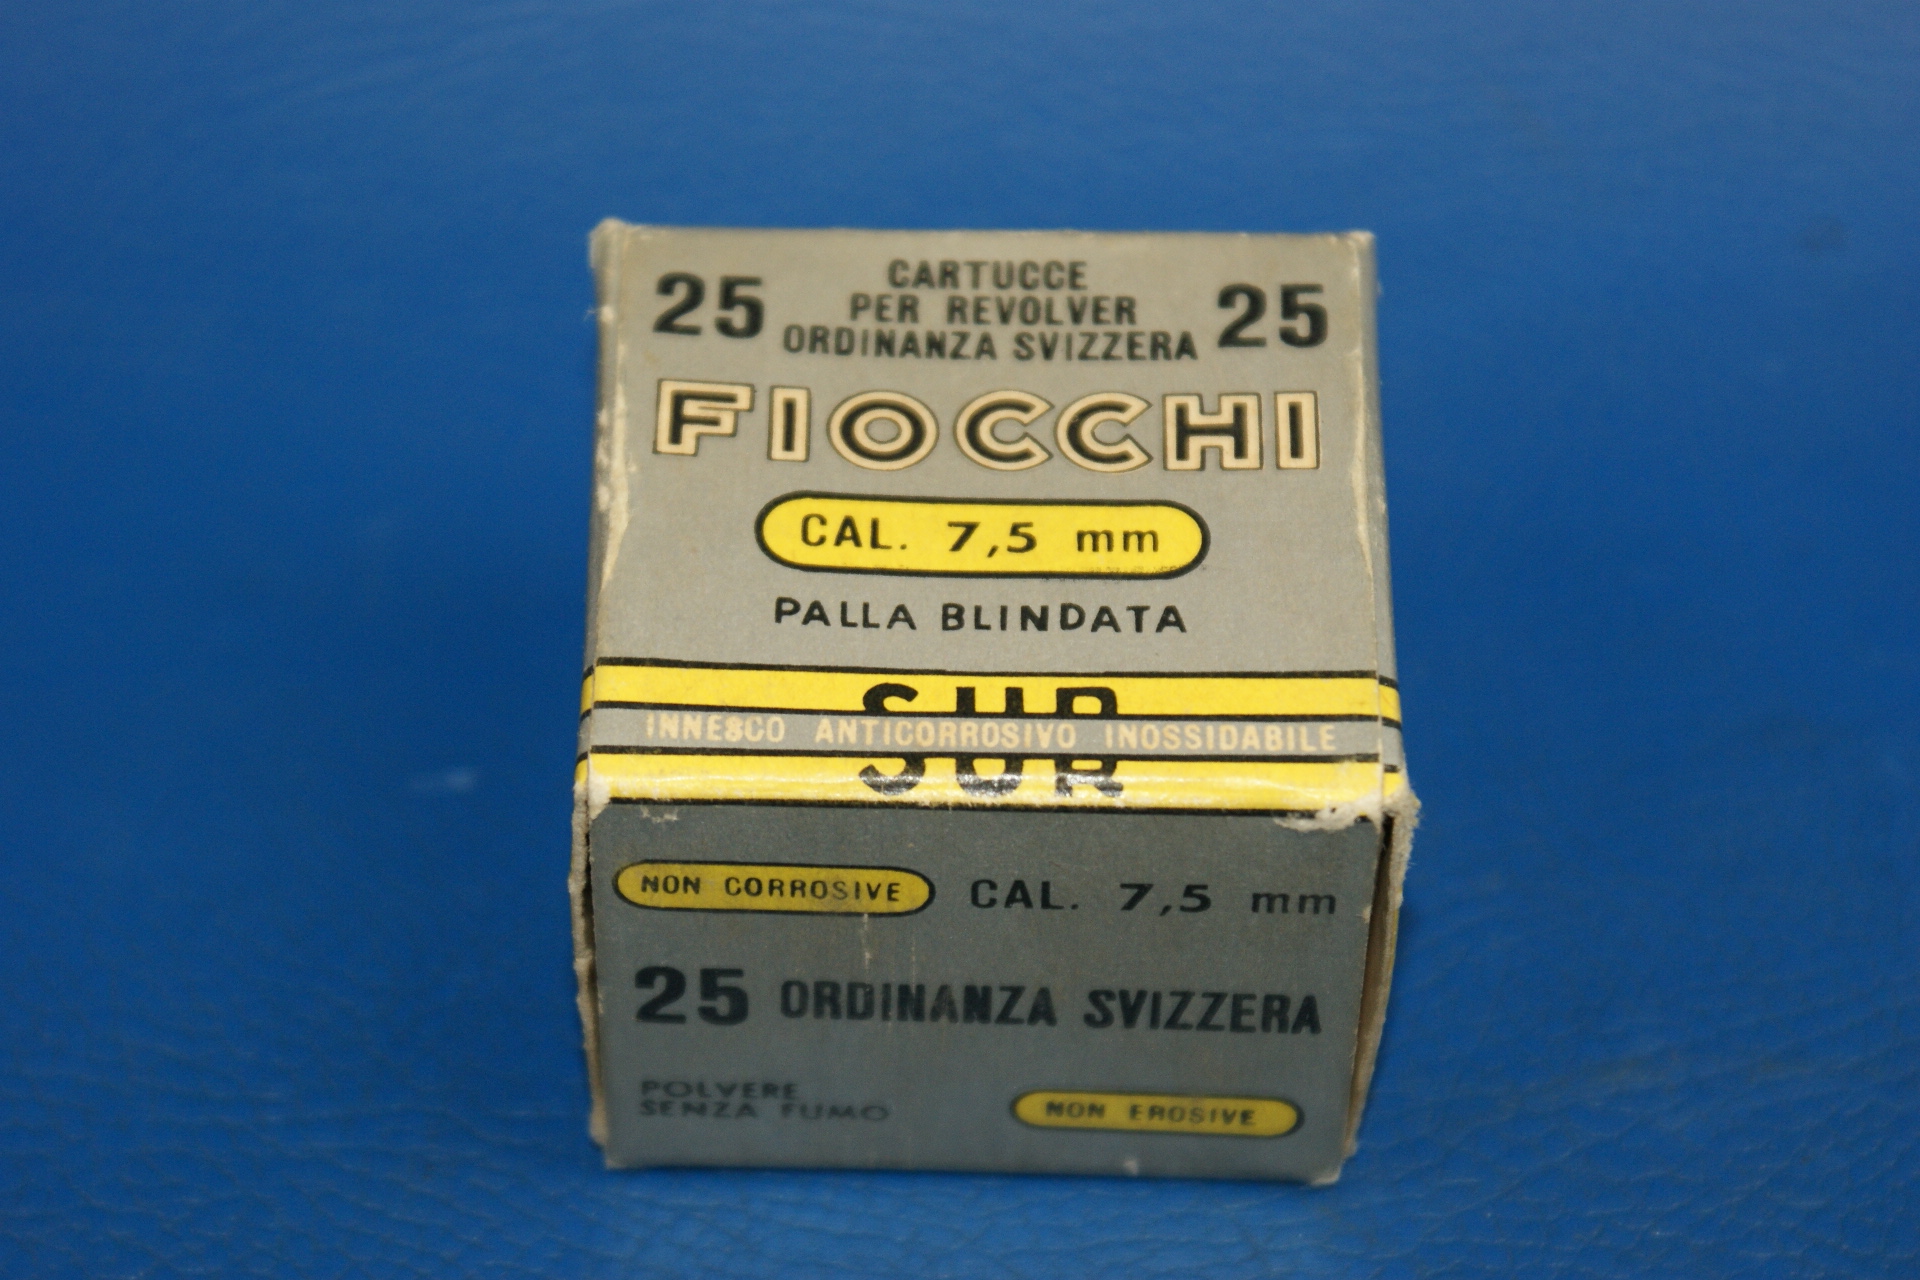 25 CARTUCCE 25
PER REVOLVER
ORDINANZA SVIZZERA
FIOCCHI
CAL. 7,5 mm
PALLA BLINDATA
SUR
INNESCO ANTICORROSIVO INOSSIDABILE
NON CORROSIVE CAL. 7,5 mm
25 ORDINANZA SVIZZERA
POLVERE
SENZA FUMO
NON EROSIVE